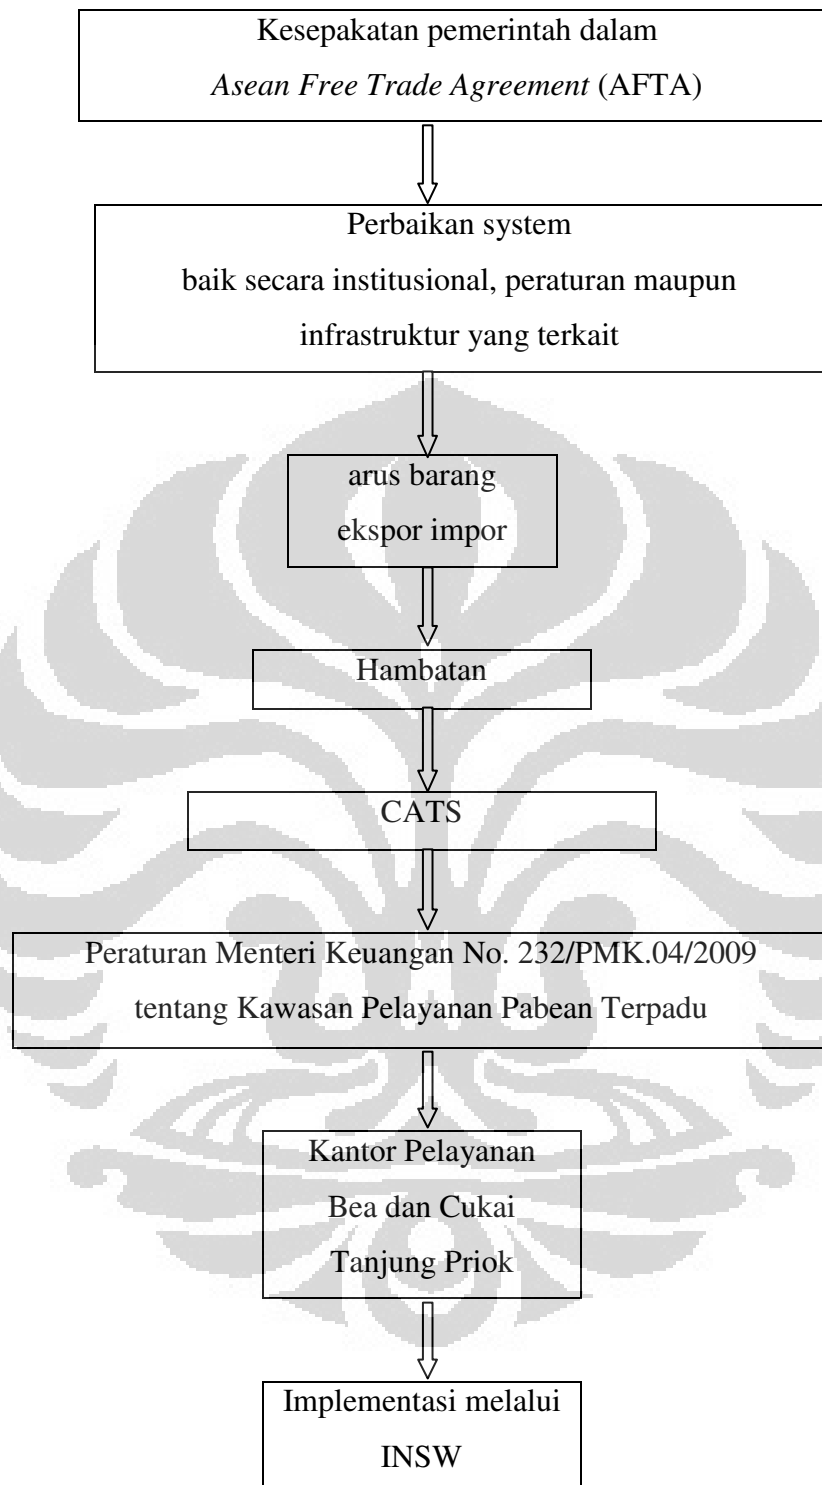 Kesepakatan pemerintah dalam
Asean Free Trade Agreement (AFTA)
Perbaikan system
baik secara institusional, peraturan maupun
infrastruktur yang terkait
arus barang
ekspor impor
Hambatan
CATS
Peraturan Menteri Keuangan No. 232/PMK.04/2009
tentang Kawasan Pelayanan Pabean Terpadu
Kantor Pelayanan
Bea dan Cukai
Tanjung Priok
Implementasi melalui
INSW